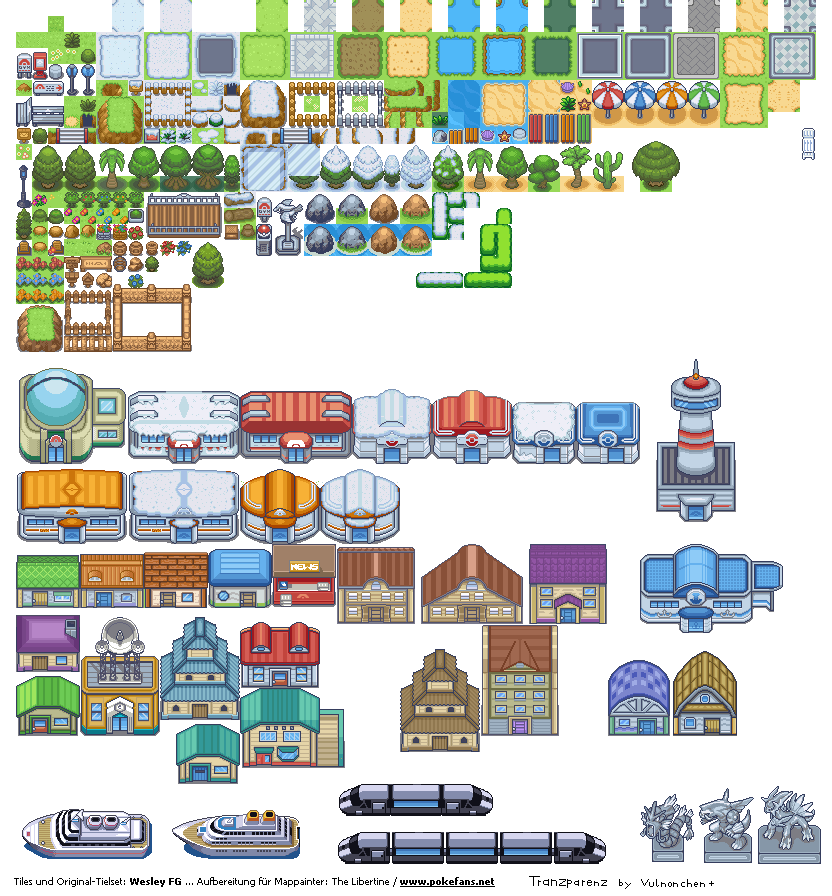 NEWS
Tiles und Original-Tielset: Wesley FG ... Aufbereitung für Mappainter: The Libertine / www.pokefans.net
Tranzparenz by Vulnonchen+